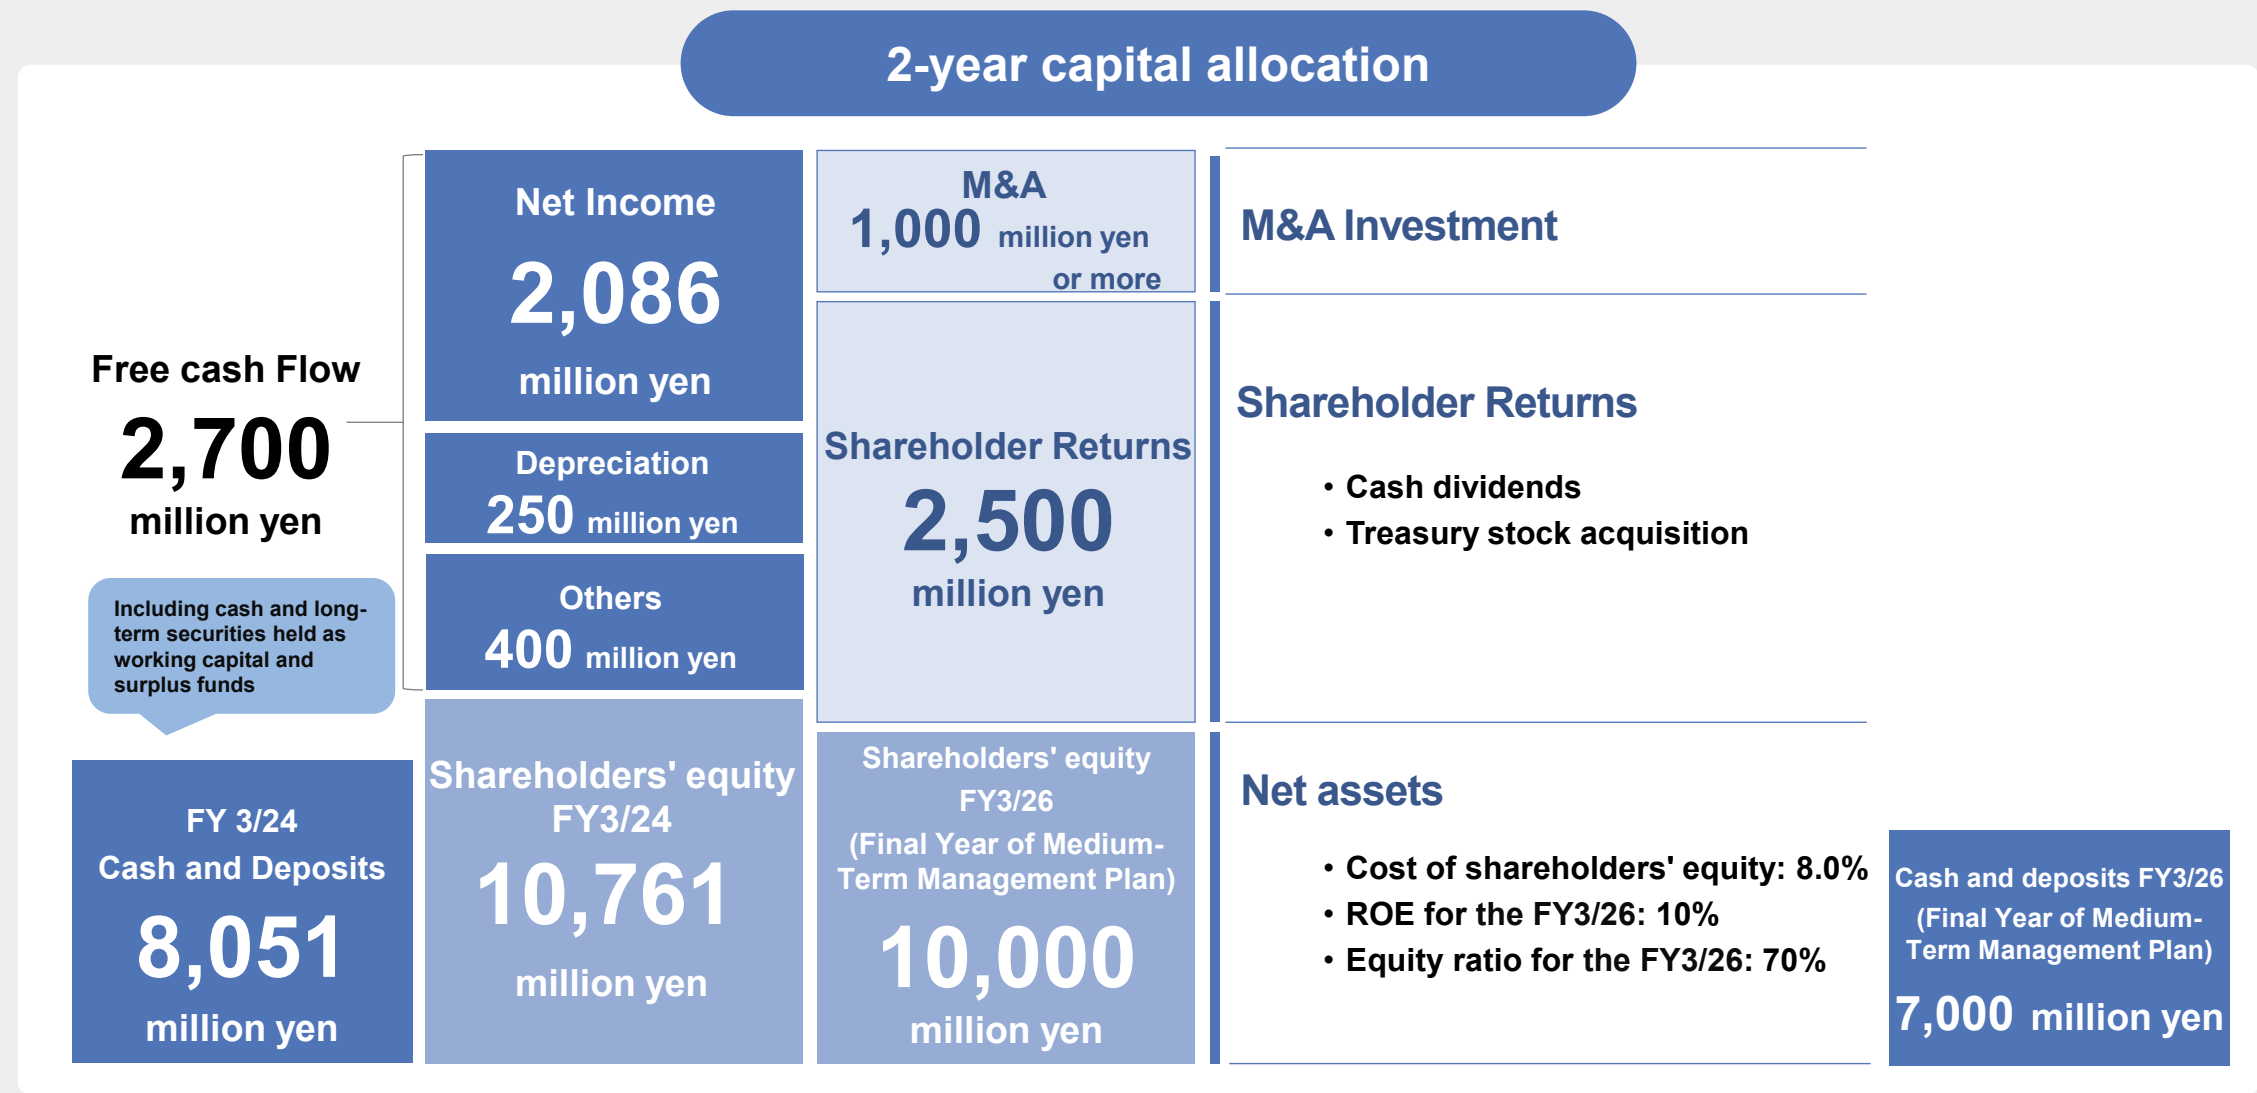 2-year capital allocation
Free cash Flow
2,700
million yen
Including cash and long-
term securities held as
working capital and
surplus funds
FY 3/24
Cash and Deposits
8,051
million yen
Net Income
2,086
million yen
Depreciation
250 million yen
Others
400 million yen
Shareholders' equity
FY3/24
10,761
million yen
M&A
1,000 million yen
or more
Shareholder Returns
2,500
million yen
Shareholders' equity
FY3/26
(Final Year of Medium-
Term Management Plan)
10,000
million yen
M&A Investment
Shareholder Returns
• Cash dividends
• Treasury stock acquisition
Net assets
• Cost of shareholders' equity: 8.0%
• ROE for the FY3/26: 10%
• Equity ratio for the FY3/26: 70%
Cash and deposits FY3/26
(Final Year of Medium-
Term Management Plan)
7,000 million yen